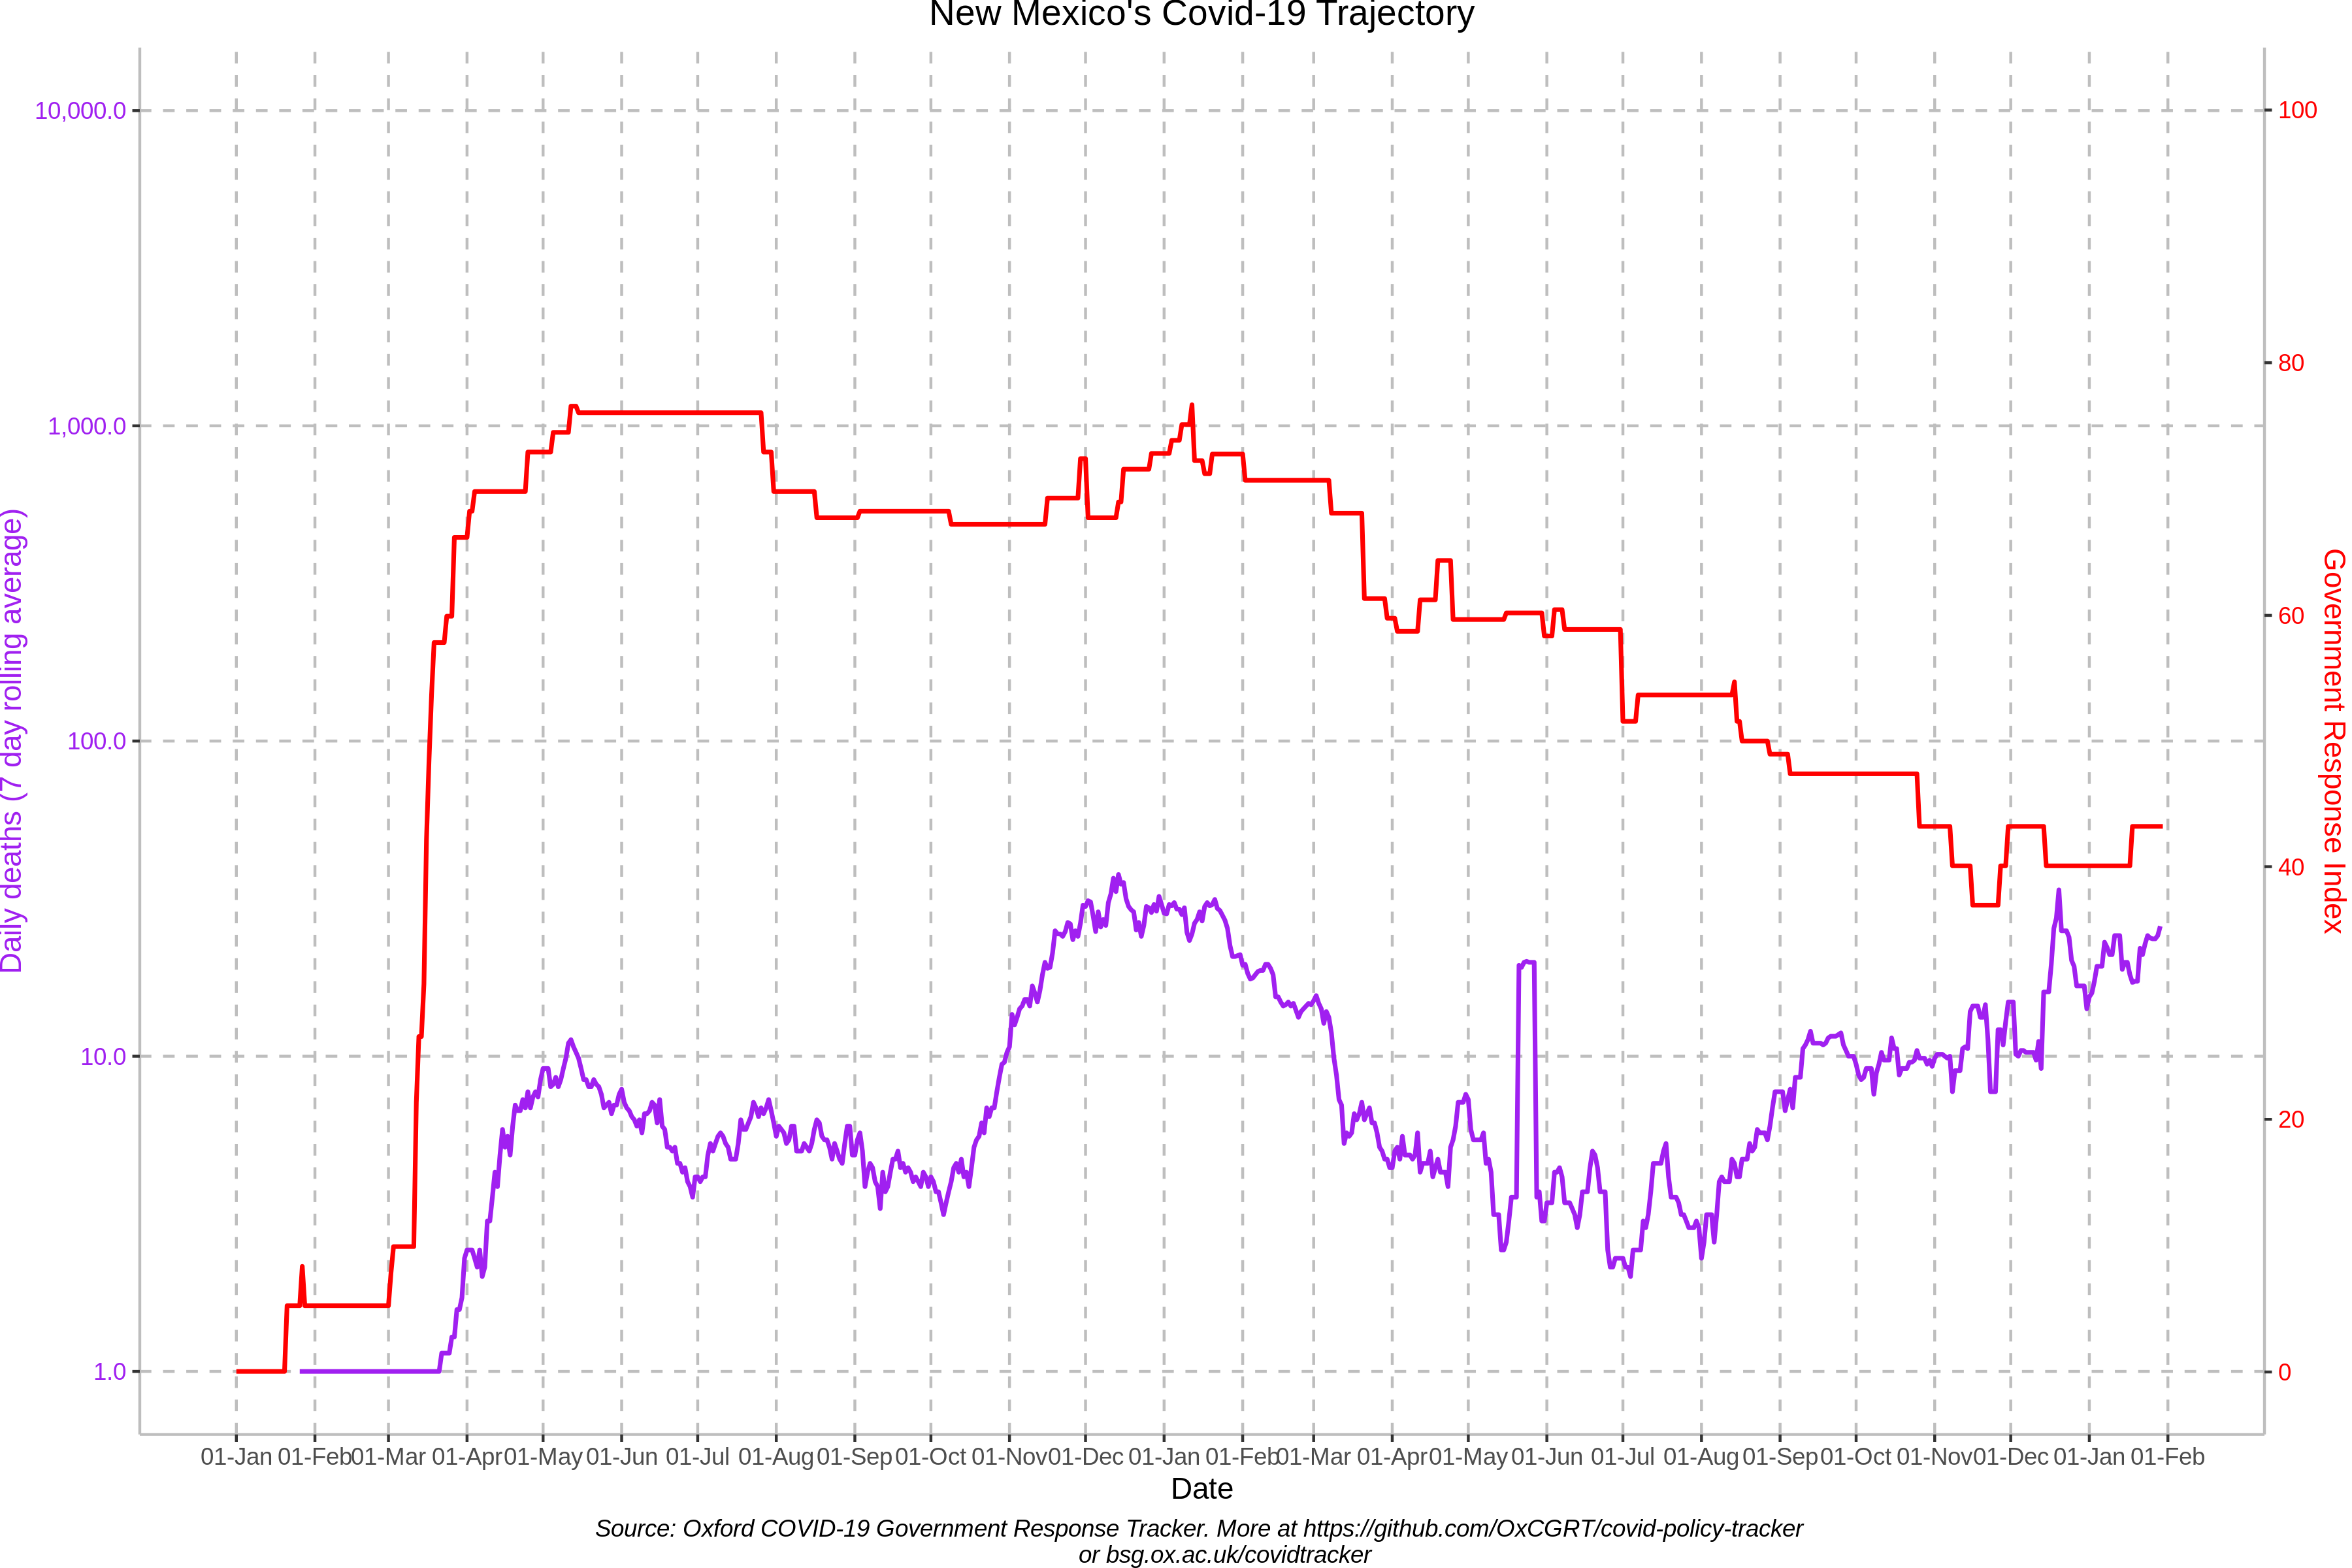 New Mexico's Covid-19 Trajectory
10,000.0
1,000.0
100.0
10.0
1.0
Daily deaths (7 day rolling average)
100
80
60
40
20
0
Government Response Index
01-Jan 01-Feb 01-Mar 01-Apr 01-May 01-Jun 01-Jul 01-Aug 01-Sep 01-Oct 01-Nov 01-Dec 01-Jan 01-Feb 01-Mar 01-Apr 01-May 01-Jun 01-Jul 01-Aug 01-Sep 01-Oct 01-Nov 01-Dec 01-Jan 01-Feb
Date
Source: Oxford COVID-19 Government Response Tracker. More at https://github.com/OxCGRT/covid-policy-tracker
or bsg.ox.ac.uk/covidtracker